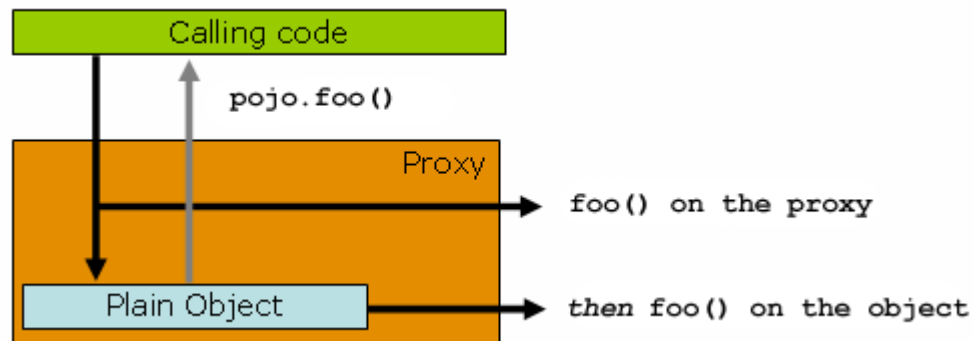 Calling code
pojo.foo()
Proxy
foo() on the proxy
Plain Object
then foo() on the object